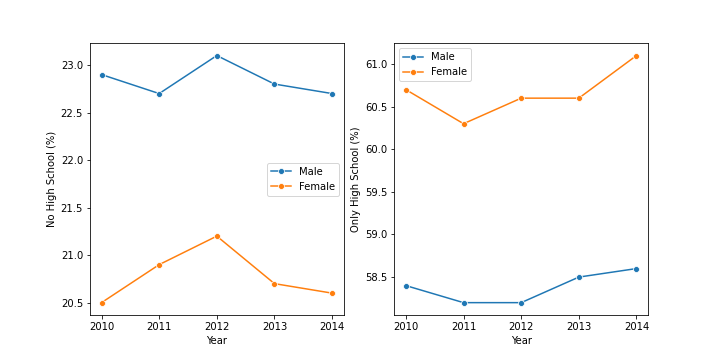 No High School (%)
23.0
22.5
22.0
21.5
21.0
20.5
Male
Female
2010 2011 2012 2013 2014
Year
Only High School (%)
61.0
60.5
60.0
59.5
59.0
58.5
Male
Female
2010 2011 2012 2013 2014
Year